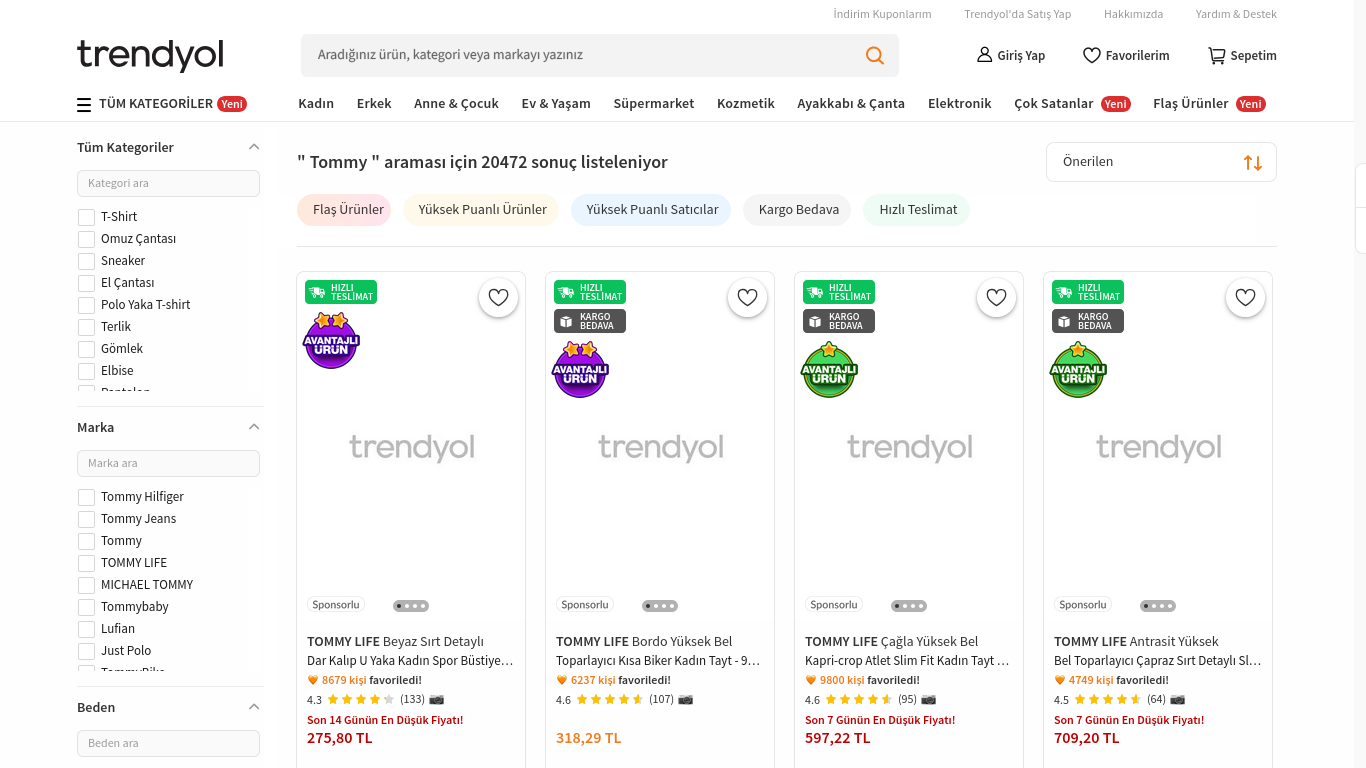 İndirim Kuponlarım
Trendyol'da Satış Yap
Hakkımızda
Yardım & Destek
trendyol
Aradığınız ürün, kategori veya markayı yazınız
Giriş Yap
Favorilerim
Sepetim
TÜM KATEGORİLER Yeni
Kadın
Erkek
Anne & Çocuk
Ev & Yaşam
Süpermarket
Kozmetik
Ayakkabı & Çanta
Elektronik
Çok Satanlar Yeni
Flaş Ürünler Yeni
Tüm Kategoriler
Kategori ara
T-Shirt
Omuz Çantası
Sneaker
El Çantası
Polo Yaka T-shirt
Terlik
Gömlek
Elbise
Pantolon
Marka
Marka ara
Tommy Hilfiger
Tommy Jeans
Tommy
TOMMY LIFE
MICHAEL TOMMY
Tommybaby
Lufian
Just Polo
TommyBike
Beden
Beden ara
" Tommy " araması için 20472 sonuç listeleniyor
Önerilen
Flaş Ürünler
Yüksek Puanlı Ürünler
Yüksek Puanlı Satıcılar
Kargo Bedava
Hızlı Teslimat
HIZLI
TESLİMAT
AVANTAJLI
ÜRÜN
trendyol
Sponsorlu
TOMMY LIFE Beyaz Sırt Detaylı
Dar Kalıp U Yaka Kadın Spor Büstiye…
8679 kişi favoriledi!
4.3 (133)
Son 14 Günün En Düşük Fiyatı!
275,80 TL
HIZLI
TESLİMAT
KARGO
BEDAVA
AVANTAJLI
ÜRÜN
trendyol
Sponsorlu
TOMMY LIFE Bordo Yüksek Bel
Toparlayıcı Kısa Biker Kadın Tayt - 9…
6237 kişi favoriledi!
4.6 (107)
318,29 TL
HIZLI
TESLİMAT
KARGO
BEDAVA
AVANTAJLI
ÜRÜN
trendyol
Sponsorlu
TOMMY LIFE Çağla Yüksek Bel
Kapri-crop Atlet Slim Fit Kadın Tayt …
9800 kişi favoriledi!
4.6 (95)
Son 7 Günün En Düşük Fiyatı!
597,22 TL
HIZLI
TESLİMAT
KARGO
BEDAVA
AVANTAJLI
ÜRÜN
trendyol
Sponsorlu
TOMMY LIFE Antrasit Yüksek
Bel Toparlayıcı Çapraz Sırt Detaylı Sl…
4749 kişi favoriledi!
4.5 (64)
Son 7 Günün En Düşük Fiyatı!
709,20 TL